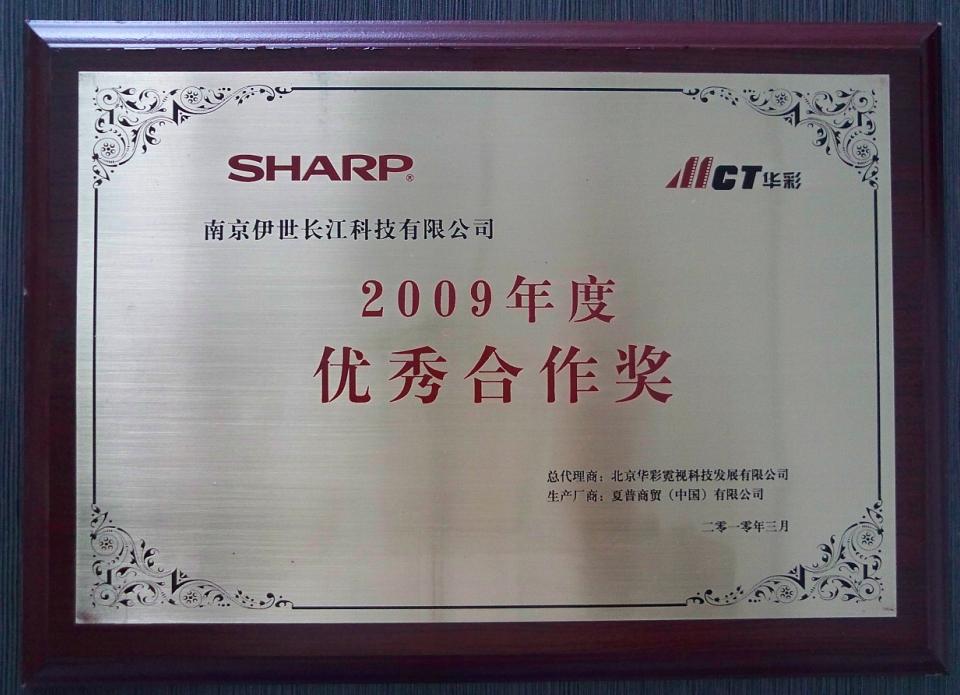 SHARP®
MCT华彩
南京伊世长江科技有限公司
2009年度
优秀合作奖
总代理商：北京华彩霓视科技发展有限公司
生产厂商：夏普商贸（中国）有限公司
二零一零年三月